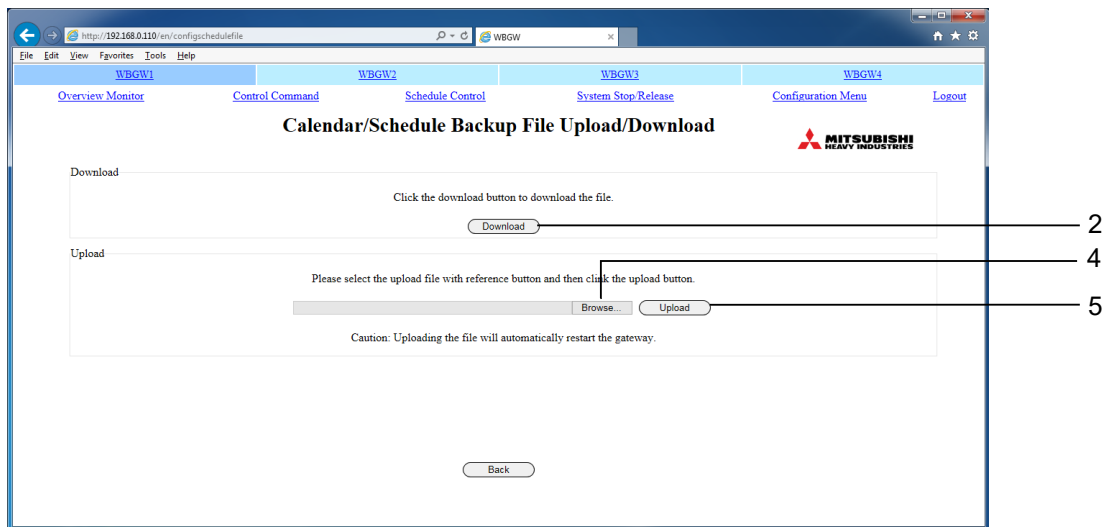 http://192.168.0.110/en/configschedulefile
WBGW
File Edit View Favorites Tools Help
WBGW1 WBGW2 WBGW3 WBGW4
Overview Monitor Control Command Schedule Control System Stop/Release Configuration Menu Logout
Calendar/Schedule Backup File Upload/Download
MITSUBISHI
HEAVY INDUSTRIES
Download
Click the download button to download the file.
Download 2
Upload 4
Please select the upload file with reference button and then click the upload button.
Browse... Upload 5
Caution: Uploading the file will automatically restart the gateway.
Back